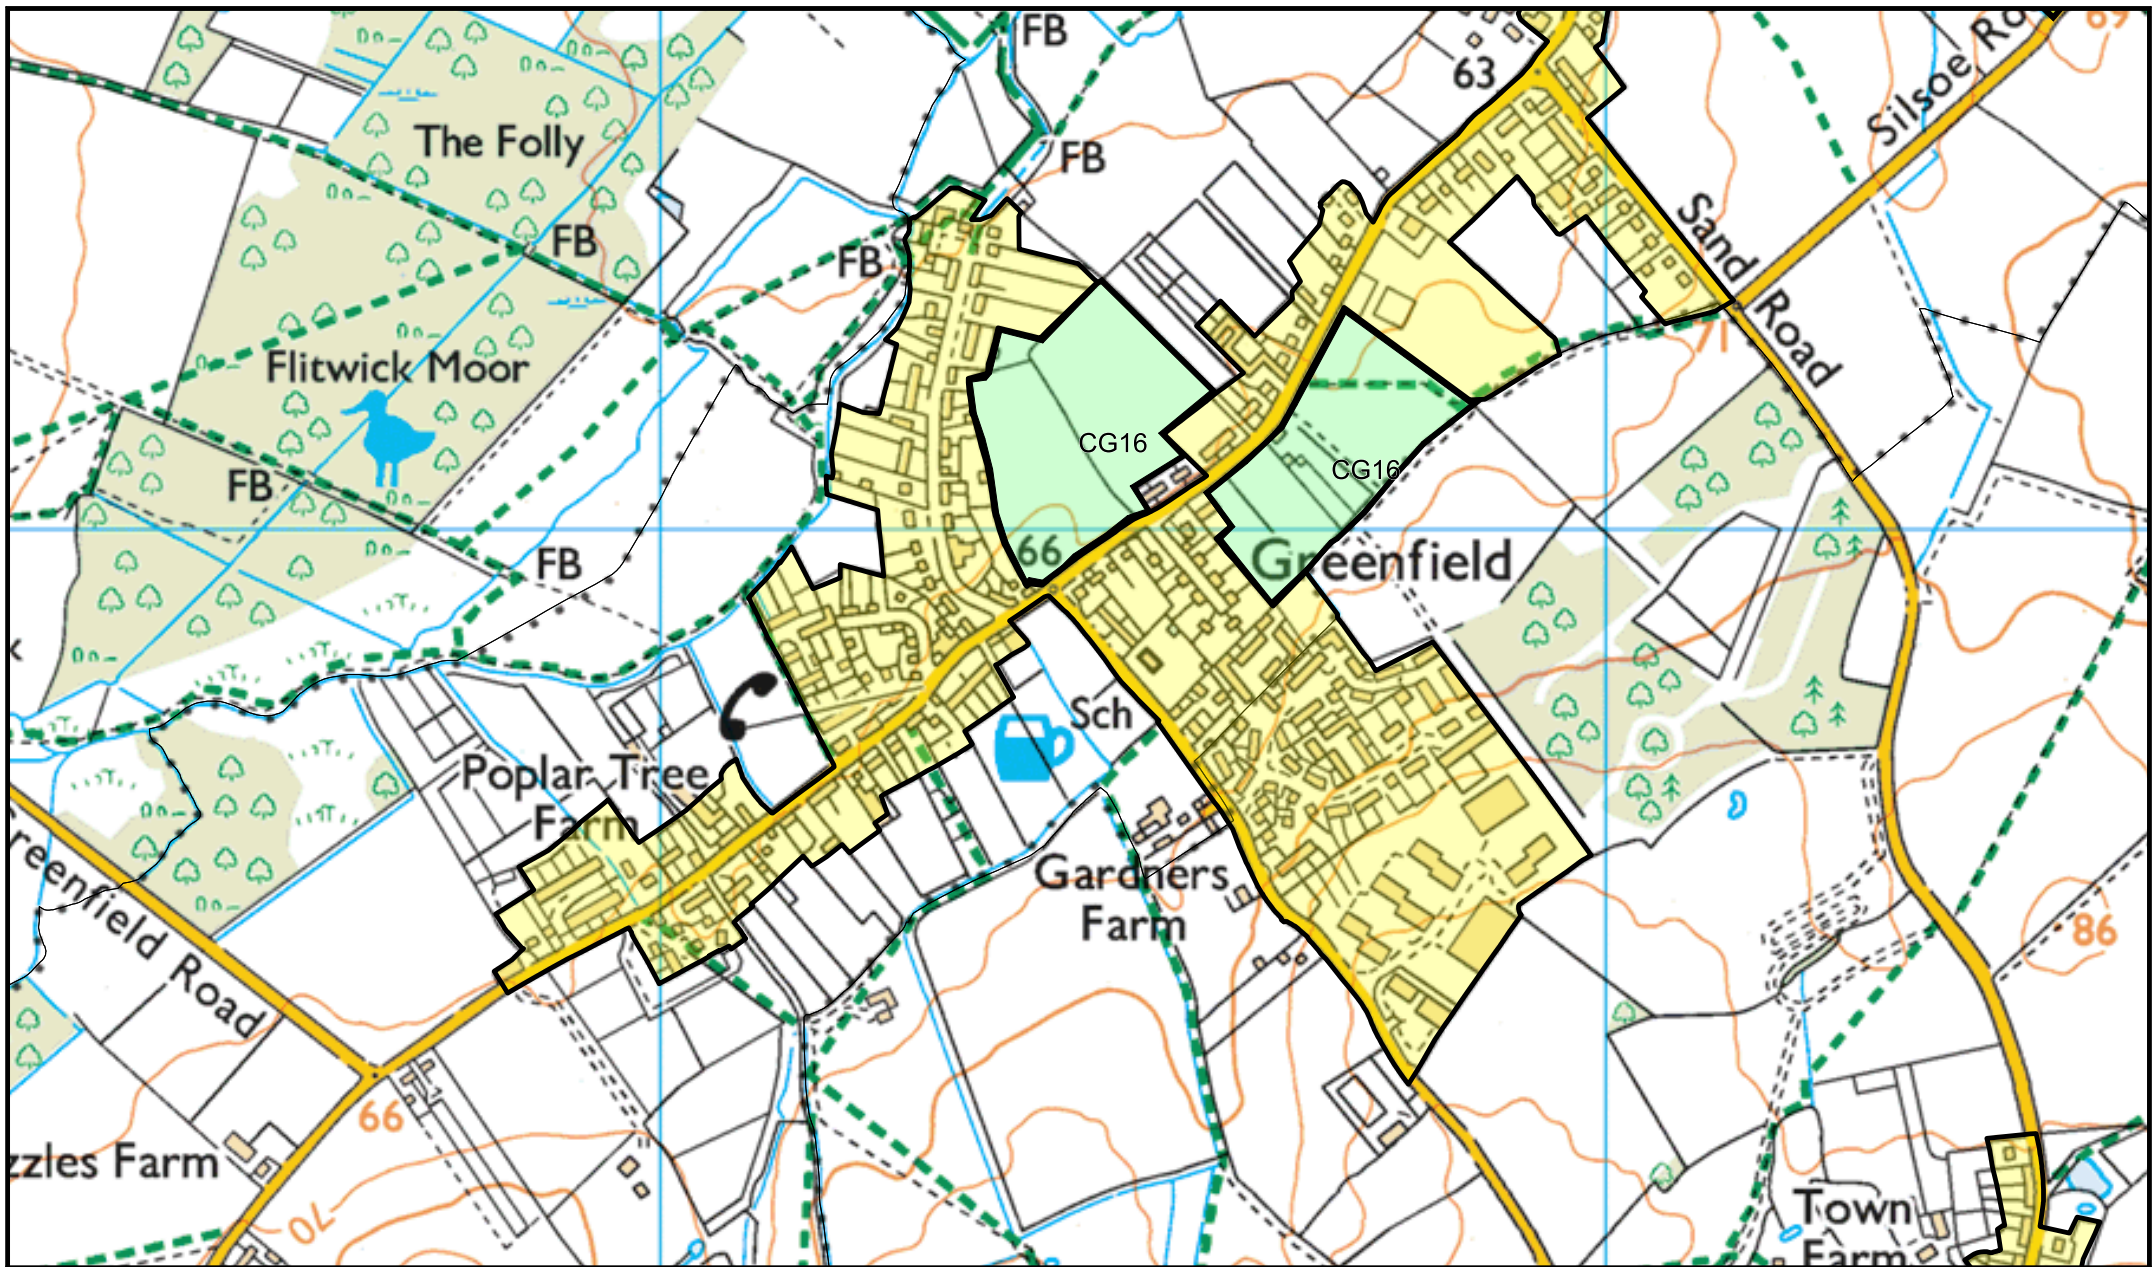 FB
63
Silsoe Ro
The Folly
FB
FB
FB
Sand Road
71
Flitwick Moor
CG16
CG16
FB
66
Greenfield
FB
Sch
Poplar Tree
Farm
Gardners
Farm
reenfield Road
86
66
zzles Farm
70
Town
Farm